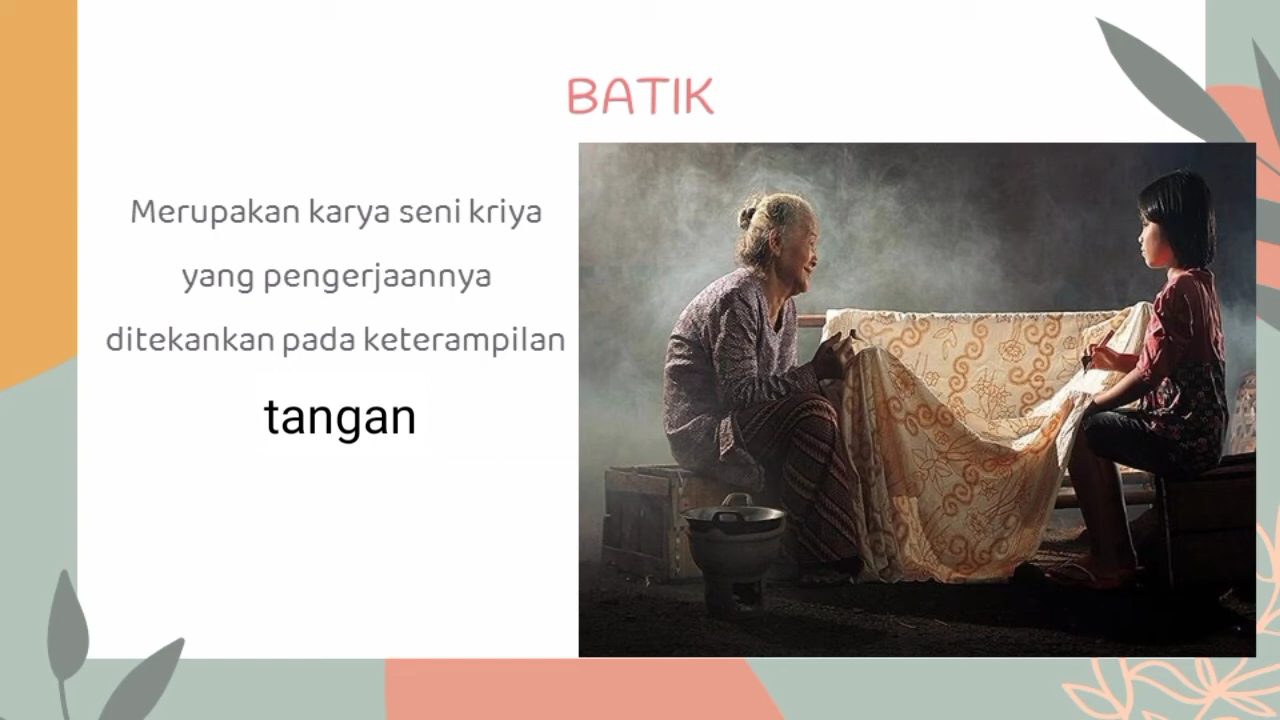 BATIK
Merupakan karya seni kriya
yang pengerjaannya
ditekankan pada keterampilan
tangan